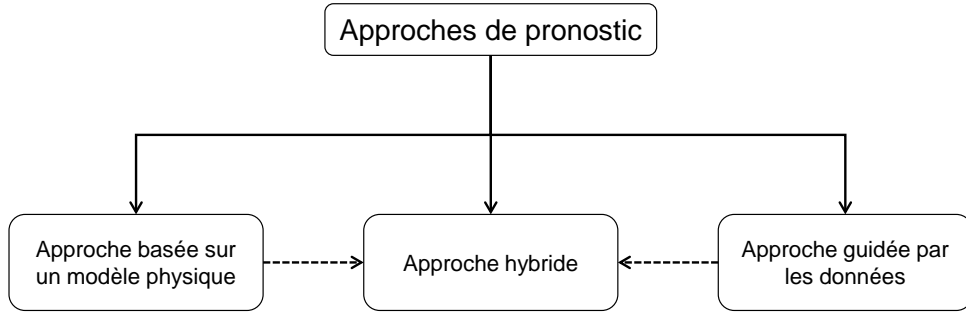 Approches de pronostic
Approche basée sur
un modèle physique
Approche hybride
Approche guidée par
les données